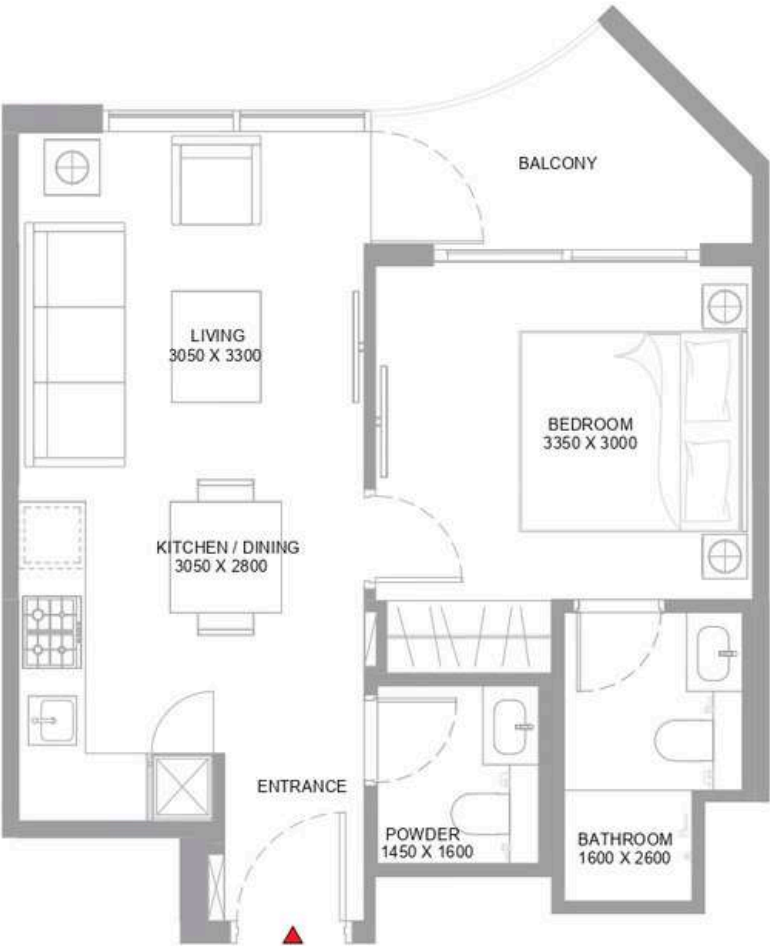 BALCONY
LIVING
3050 X 3300
BEDROOM
3350 X 3000
KITCHEN / DINING
3050 X 2800
ENTRANCE
POWDER
1450 X 1600
BATHROOM
1600 X 2600